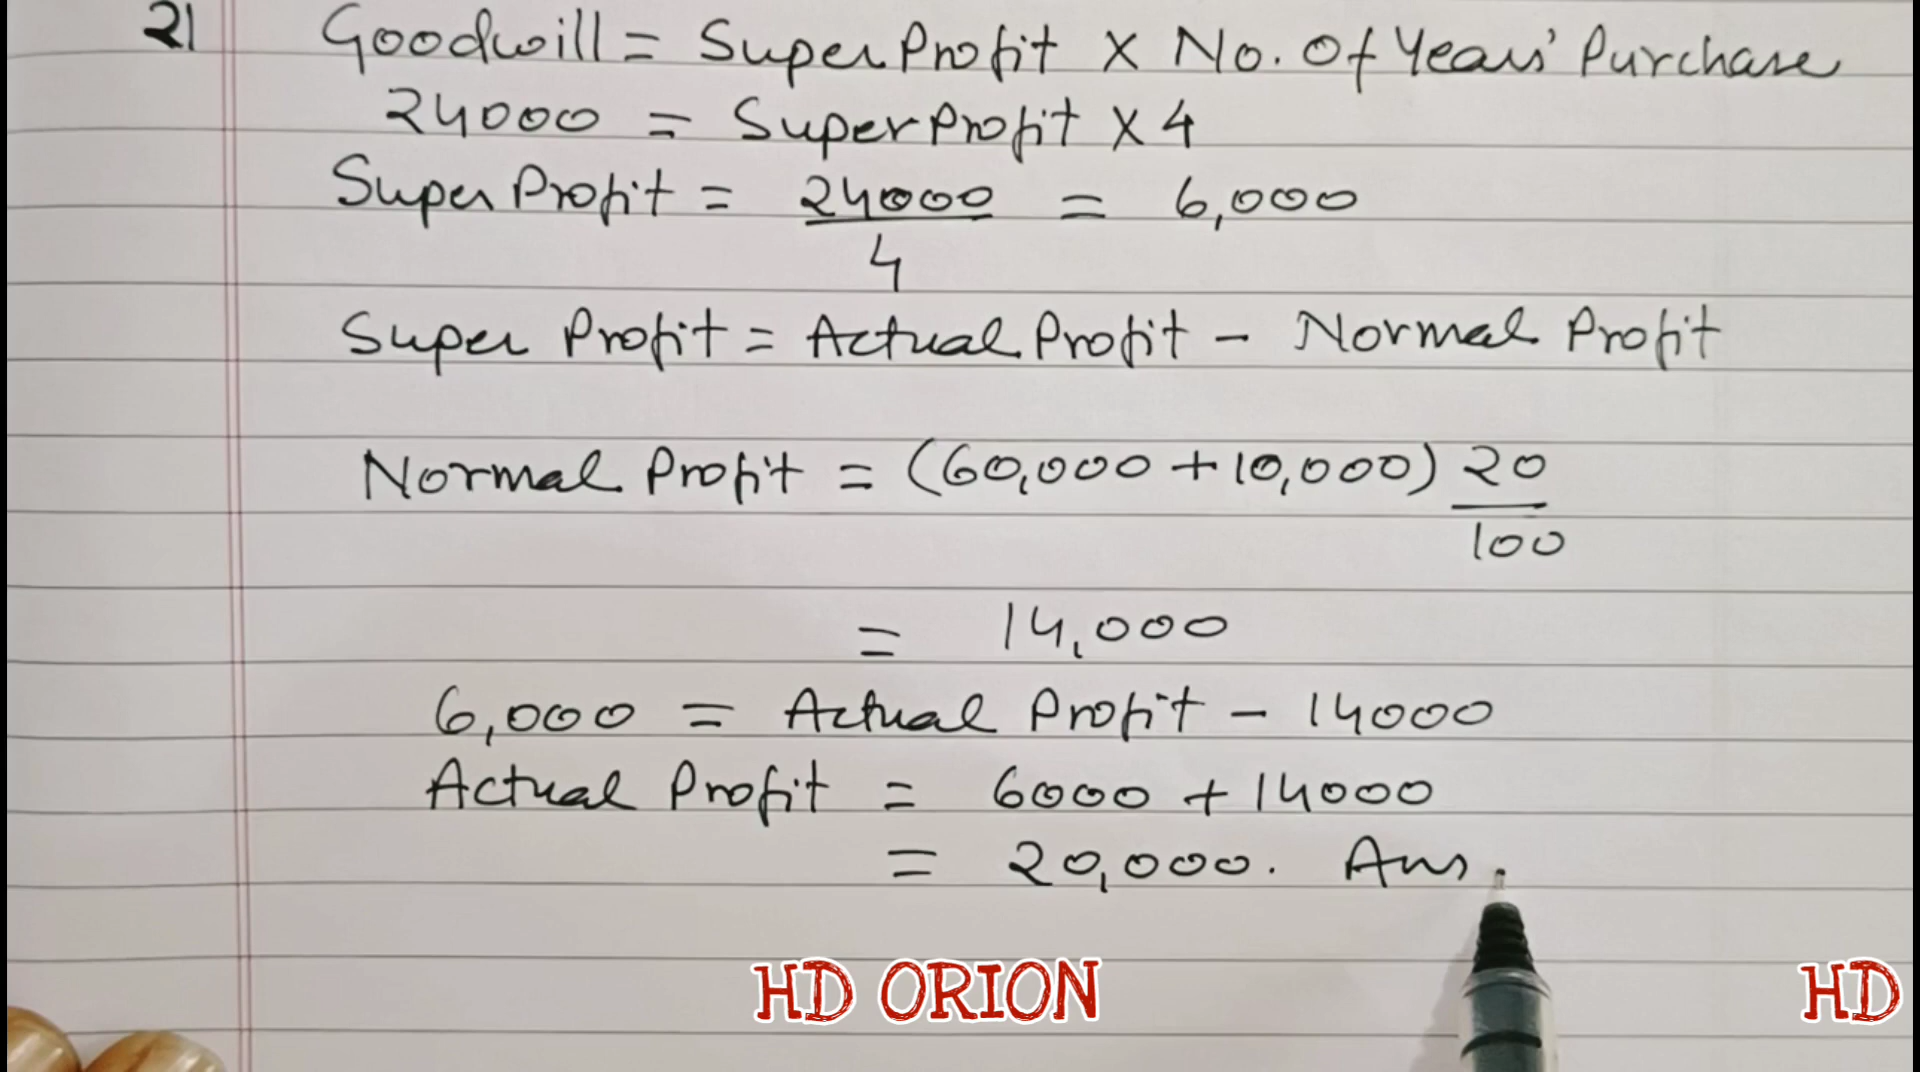 21 Goodwill = Super Profit X No. Of Years' Purchase
24000 = Super Profit X 4
Super Profit = 24000 = 6,000
4
Super Profit = Actual Profit - Normal Profit
Normal Profit = (60,000 + 10,000) 20
100
= 14,000
6,000 = Actual Profit - 14000
Actual Profit = 6000 + 14000
= 20,000. Ans.
HD ORION HD